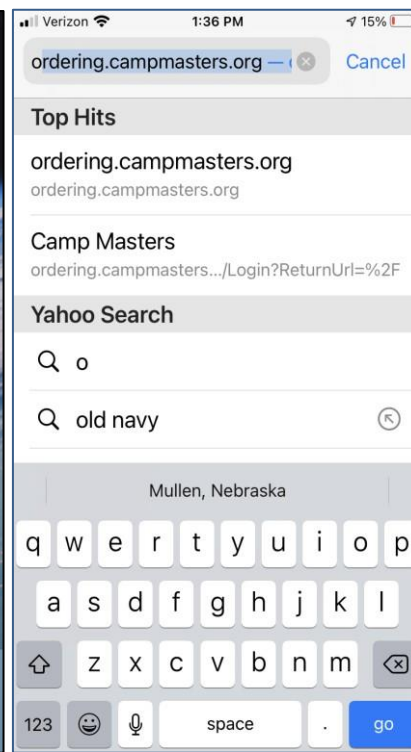 Verizon 1:36 PM 15%
ordering.campmasters.org — Cancel
Top Hits
ordering.campmasters.org
ordering.campmasters.org
Camp Masters
ordering.campmasters.../Login?ReturnUrl=%2F
Yahoo Search
o
old navy
Mullen, Nebraska
q w e r t y u i o p
a s d f g h j k l
z x c v b n m
123 space . go